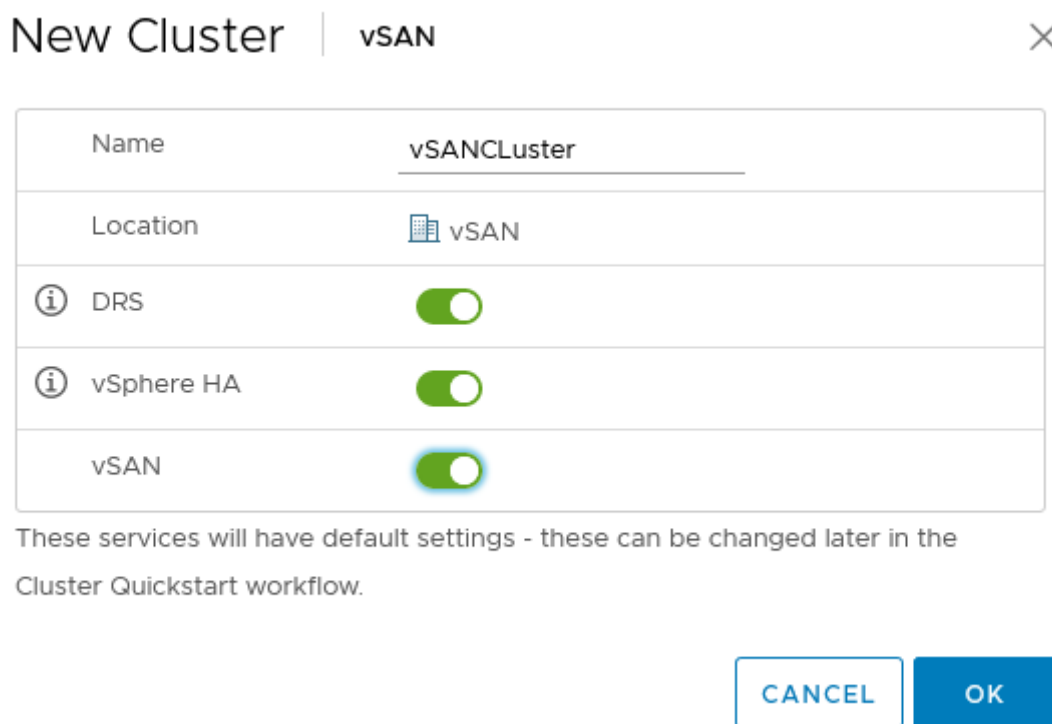 New Cluster vSAN
Name vSANCLuster
Location vSAN
DRS
vSphere HA
vSAN
These services will have default settings - these can be changed later in the
Cluster Quickstart workflow.
CANCEL OK